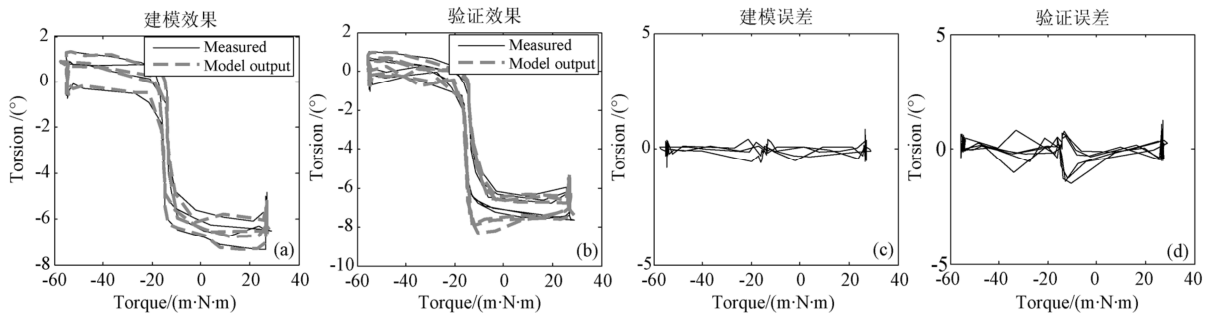 建模效果
2
0
-2
-4
-6
-8
Torsion /(°)
Measured
Model output
(a)
-60
-40
-20
0
20
40
Torque/(m·N·m)
验证效果
2
0
-2
-4
-6
-8
-10
Torsion /(°)
Measured
Model output
(b)
-60
-40
-20
0
20
40
Torque/(m·N·m)
建模误差
5
0
-5
Torsion /(°)
(c)
-60
-40
-20
0
20
40
Torque/(m·N·m)
验证误差
5
0
-5
Torsion /(°)
(d)
-60
-40
-20
0
20
40
Torque/(m·N·m)